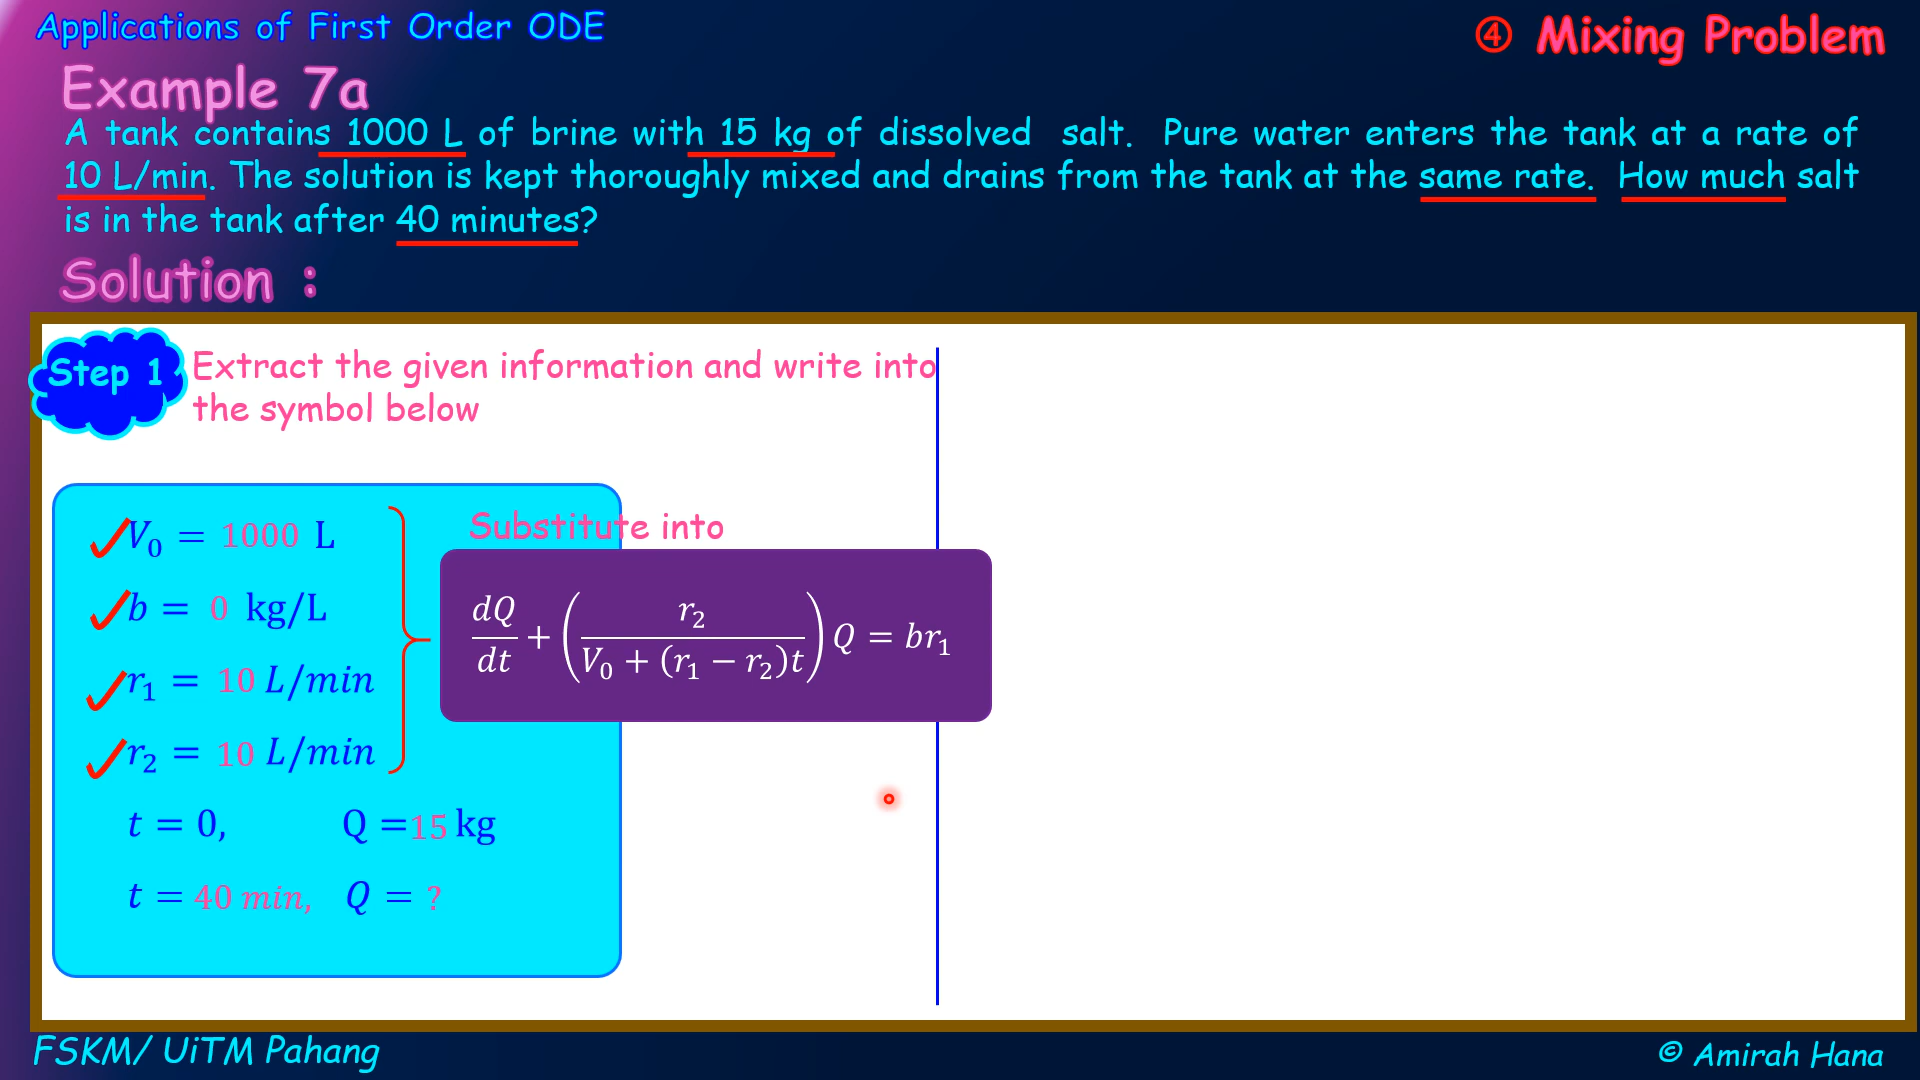 Applications of First Order ODE
④ Mixing Problem
Example 7a
A tank contains 1000 L of brine with 15 kg of dissolved salt. Pure water enters the tank at a rate of
10 L/min. The solution is kept thoroughly mixed and drains from the tank at the same rate. How much salt
is in the tank after 40 minutes?
Solution :
Step 1
Extract the given information and write into
the symbol below
V₀ = 1000 L
b = 0 kg/L
r₁ = 10 L/min
r₂ = 10 L/min
t = 0, Q = 15 kg
t = 40 min, Q = ?
Substitute into
dQ/dt + (r₂/(V₀ + (r₁ − r₂)t)) Q = br₁
FSKM/ UiTM Pahang
© Amirah Hana